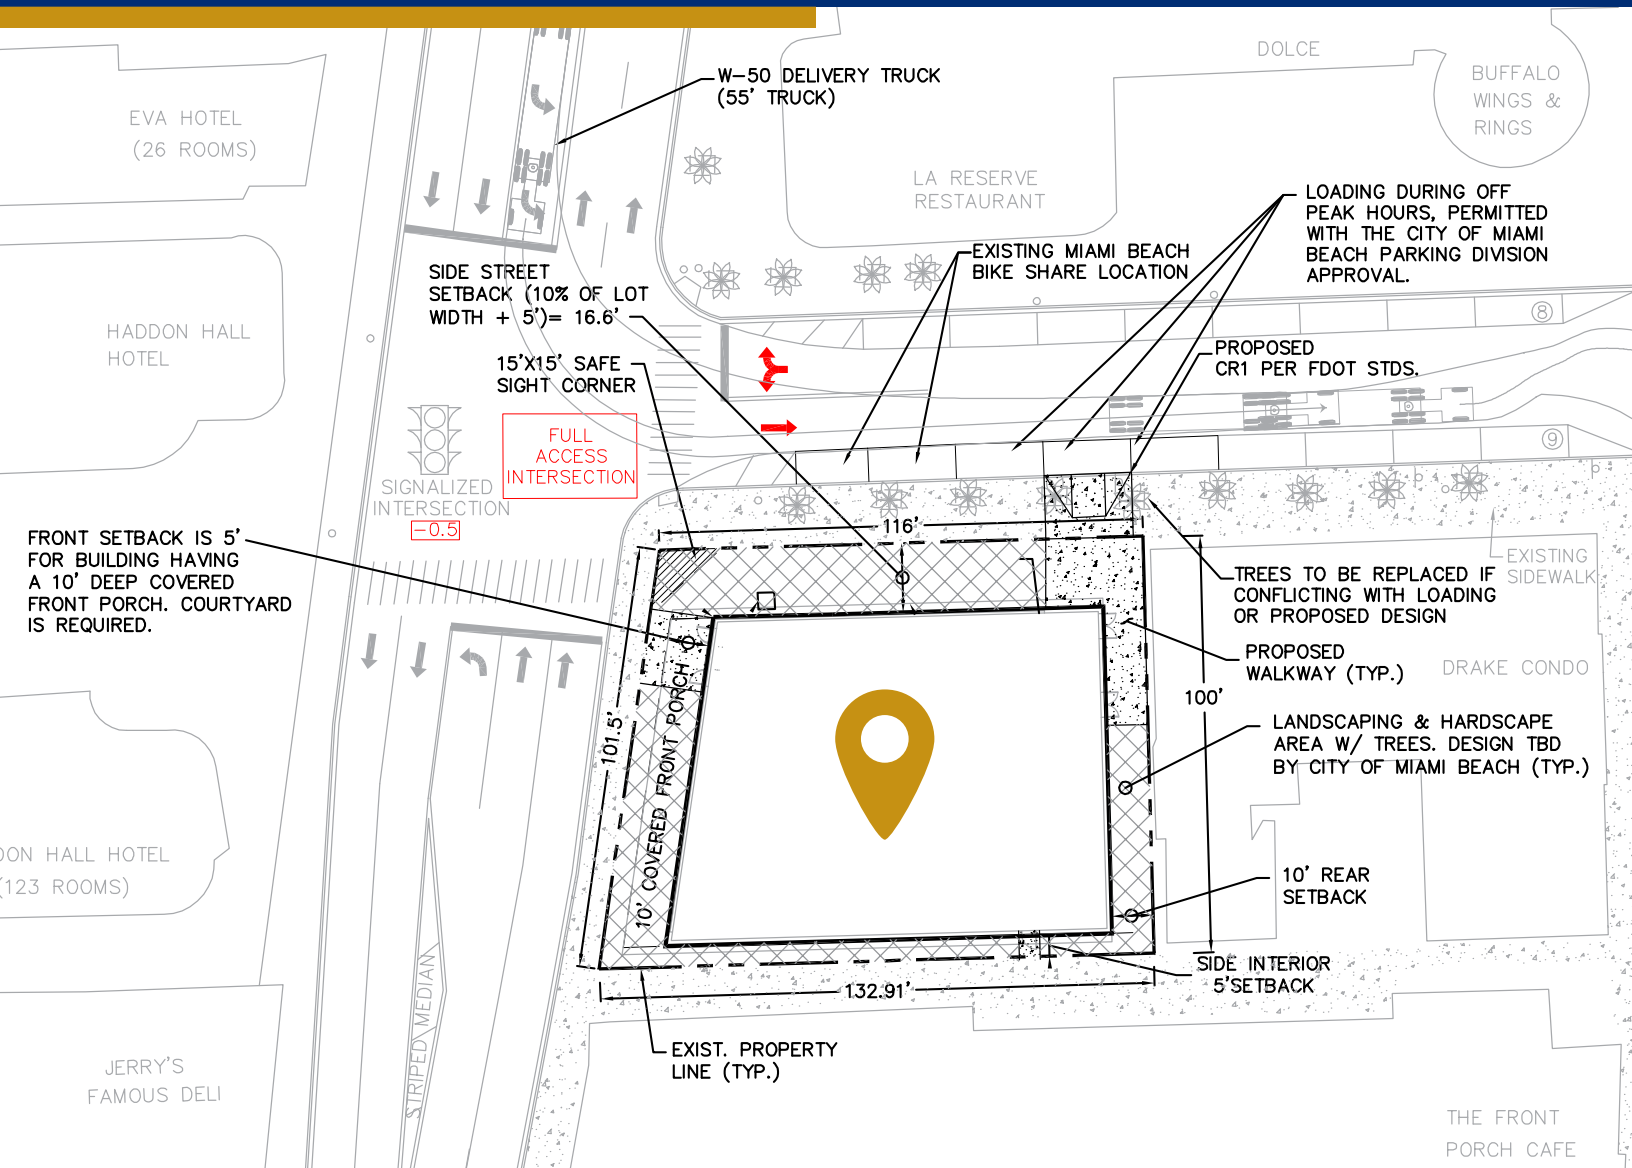 DOLCE
BUFFALO
WINGS &
RINGS
W-50 DELIVERY TRUCK
(55' TRUCK)
EVA HOTEL
(26 ROOMS)
LA RESERVE
RESTAURANT
LOADING DURING OFF
PEAK HOURS, PERMITTED
WITH THE CITY OF MIAMI
BEACH PARKING DIVISION
APPROVAL.
EXISTING MIAMI BEACH
BIKE SHARE LOCATION
SIDE STREET
SETBACK (10% OF LOT
WIDTH + 5')= 16.6'
8
HADDON HALL
HOTEL
15'X15' SAFE
SIGHT CORNER
PROPOSED
CR1 PER FDOT STDS.
FULL
ACCESS
INTERSECTION
9
SIGNALIZED
INTERSECTION
-0.5
116'
FRONT SETBACK IS 5'
FOR BUILDING HAVING
A 10' DEEP COVERED
FRONT PORCH. COURTYARD
IS REQUIRED.
EXISTING
SIDEWALK
TREES TO BE REPLACED IF
CONFLICTING WITH LOADING
OR PROPOSED DESIGN
PROPOSED
WALKWAY (TYP.)
DRAKE CONDO
100'
101.5'
10' COVERED FRONT PORCH
LANDSCAPING & HARDSCAPE
AREA W/ TREES. DESIGN TBD
BY CITY OF MIAMI BEACH (TYP.)
DON HALL HOTEL
(123 ROOMS)
10' REAR
SETBACK
SIDE INTERIOR
5'SETBACK
132.91'
STRIPED MEDIAN
EXIST. PROPERTY
LINE (TYP.)
JERRY'S
FAMOUS DELI
THE FRONT
PORCH CAFE